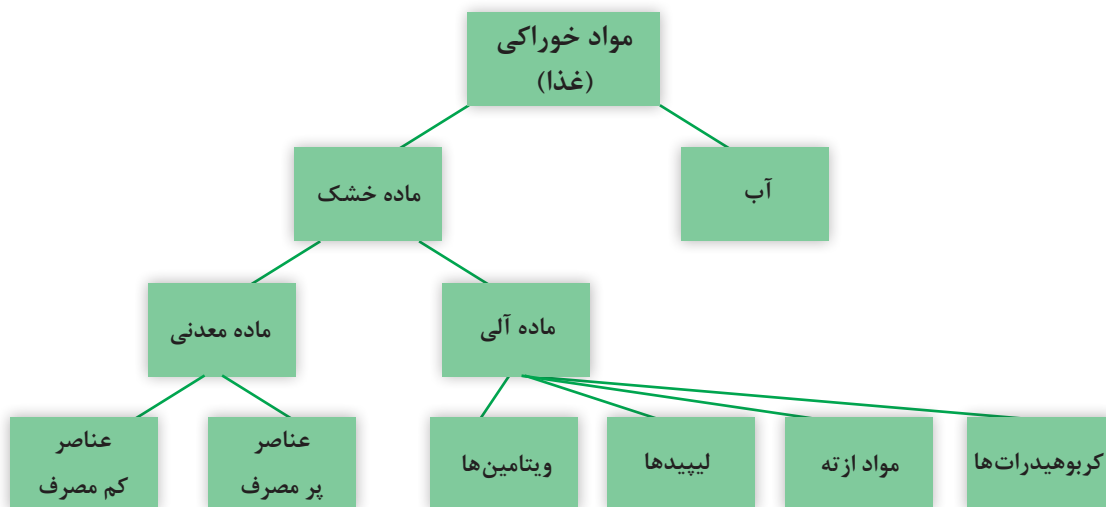 مواد خوراکی
(غذا)
آب
ماده خشک
ماده آلی
ماده معدنی
کربوهیدرات‌ها
مواد ازته
لیپیدها
ویتامین‌ها
عناصر
پر مصرف
عناصر
کم مصرف